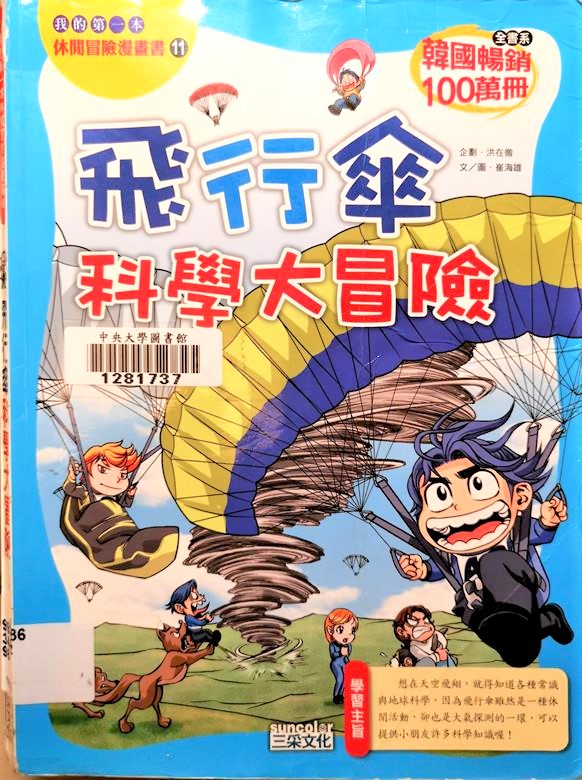 我的第一本
休閒冒險漫畫書 11
全書系
韓國暢銷
100萬冊
飛行傘
企劃．洪在徹
文／圖．崔海雄
科學大冒險
中央大學圖書館
1281737
86
學習主旨
想在天空飛翔，就得知道各種常識
與地球科學，因為飛行傘雖然是一種休
閒活動，卻也是大氣探測的一環，可以
提供小朋友許多科學知識喔！
suncolor
三采文化